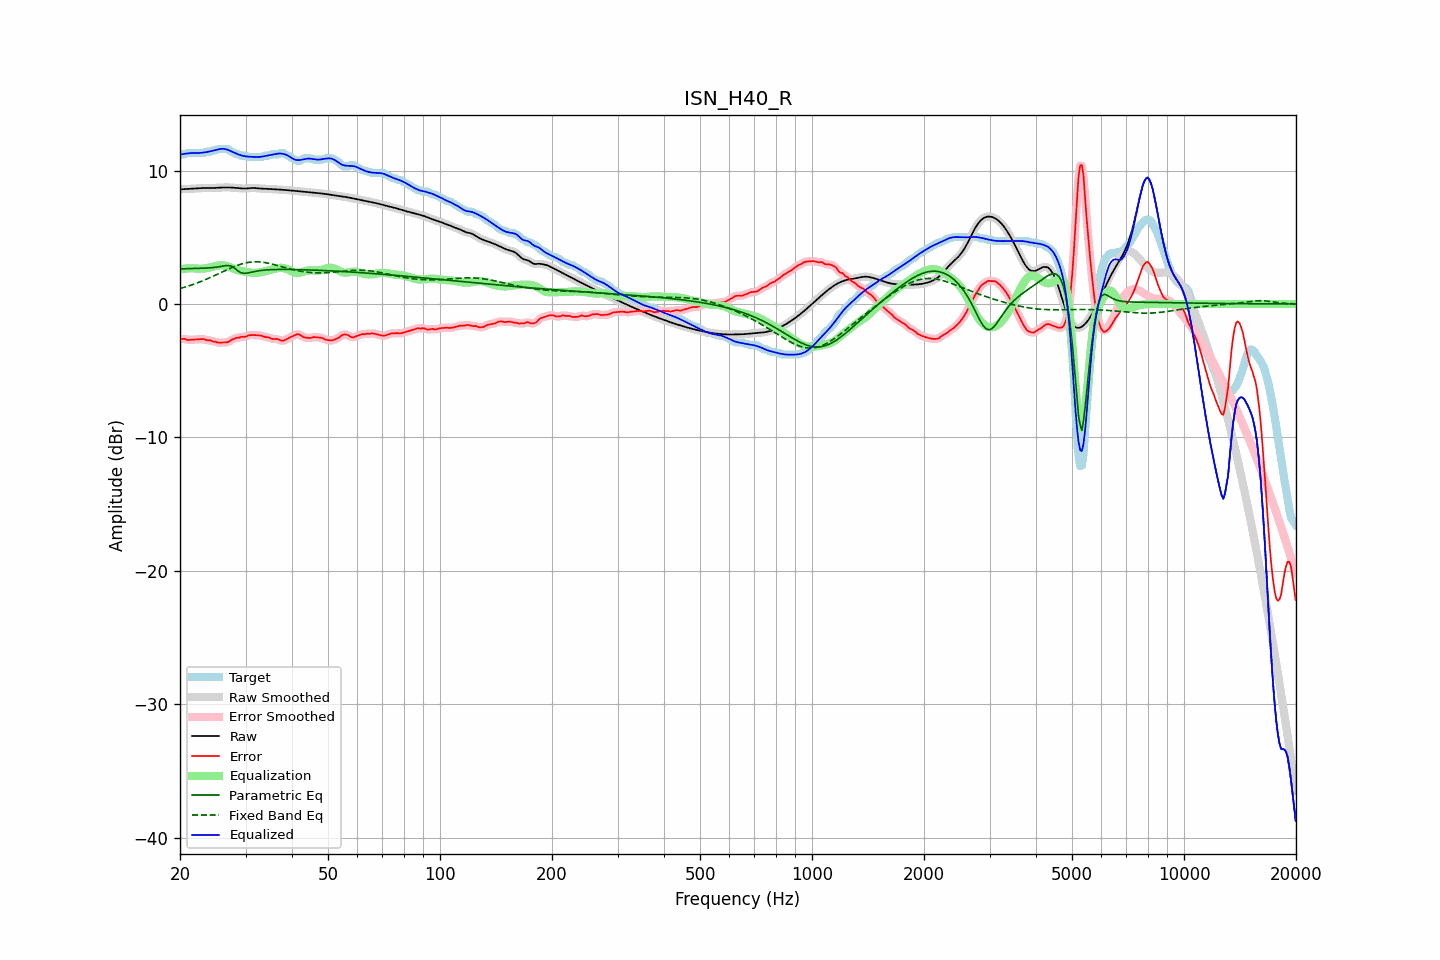 ISN_H40_R
10
0
−10
−20
−30
−40
Amplitude (dBr)
Target
Raw Smoothed
Error Smoothed
Raw
Error
Equalization
Parametric Eq
Fixed Band Eq
Equalized
20 50 100 200 500 1000 2000 5000 10000 20000
Frequency (Hz)